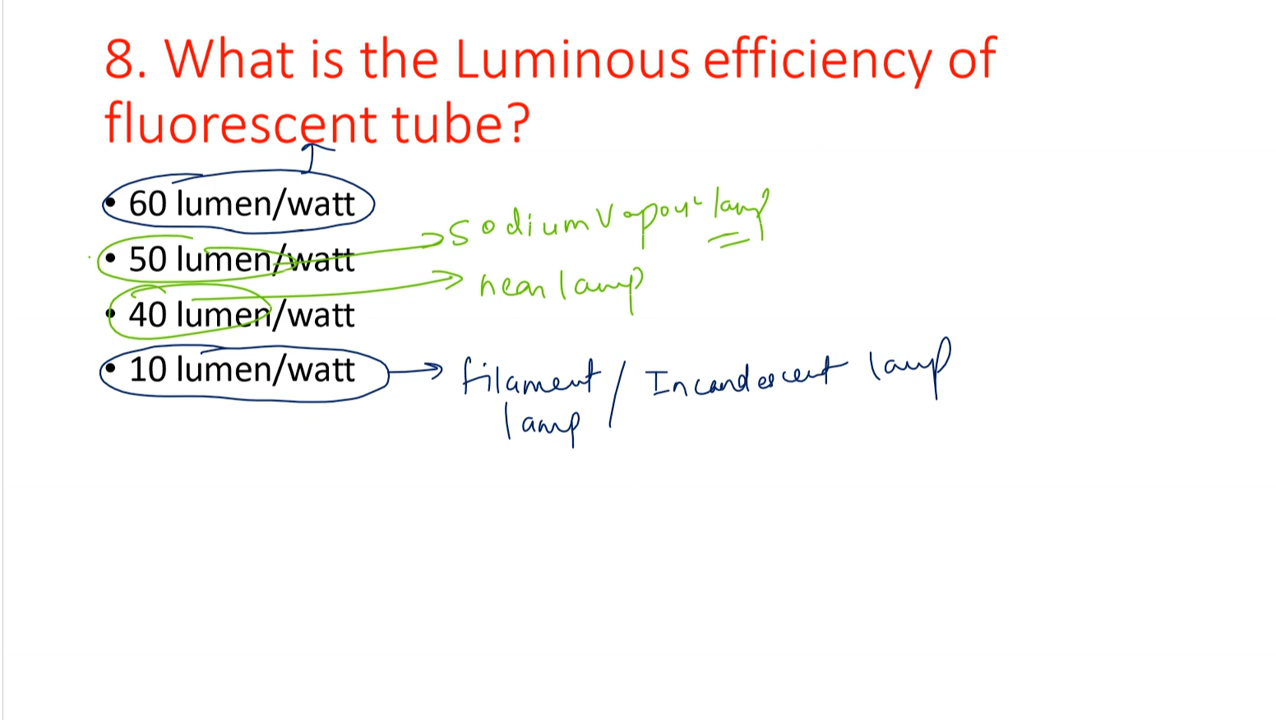 8. What is the Luminous efficiency of
fluorescent tube?
• 60 lumen/watt
• 50 lumen/watt
sodium vapour lamp
• 40 lumen/watt
nean lamp
• 10 lumen/watt
filament / Incandescent lamp
lamp